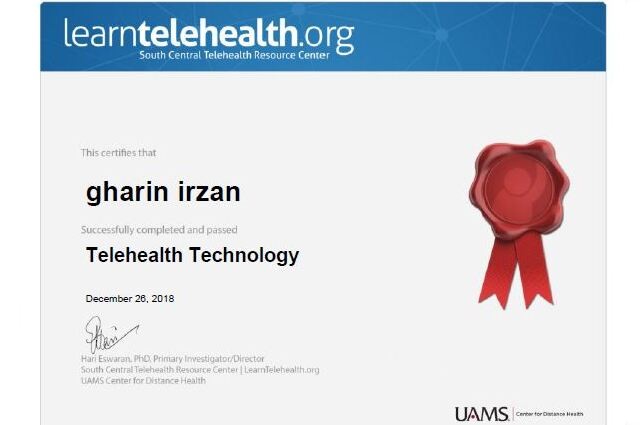 learntelehealth.org
South Central Telehealth Resource Center
This certifies that
gharin irzan
Successfully completed and passed
Telehealth Technology
December 26, 2018
Hari Eswaran, PhD, Primary Investigator/Director
South Central Telehealth Resource Center | LearnTelehealth.org
UAMS Center for Distance Health
UAMS | Center for Distance Health